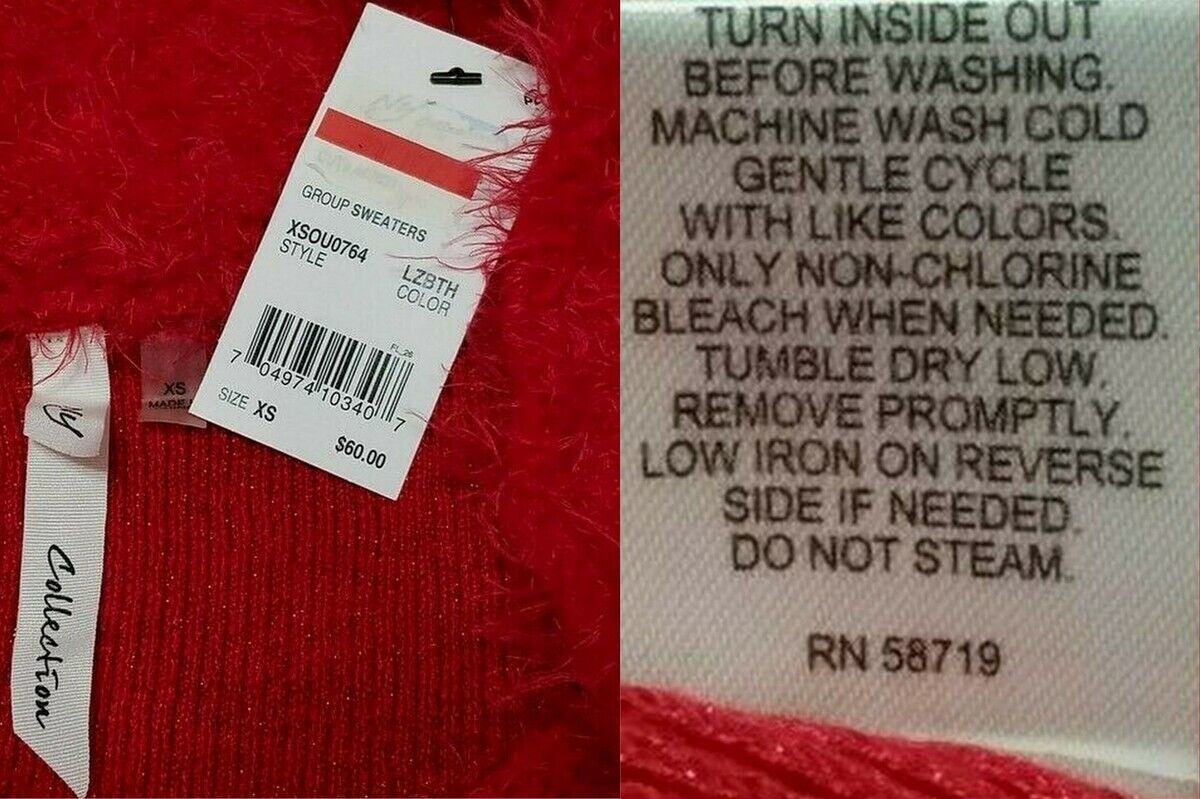 GROUP SWEATERS
XSOU0764
STYLE
LZBTH
COLOR
FL_26
7 04974 10340 7
SIZE XS
$60.00
XS
MADE
y
Collection
TURN INSIDE OUT
BEFORE WASHING.
MACHINE WASH COLD
GENTLE CYCLE
WITH LIKE COLORS.
ONLY NON-CHLORINE
BLEACH WHEN NEEDED.
TUMBLE DRY LOW.
REMOVE PROMPTLY.
LOW IRON ON REVERSE
SIDE IF NEEDED.
DO NOT STEAM.
RN 58719